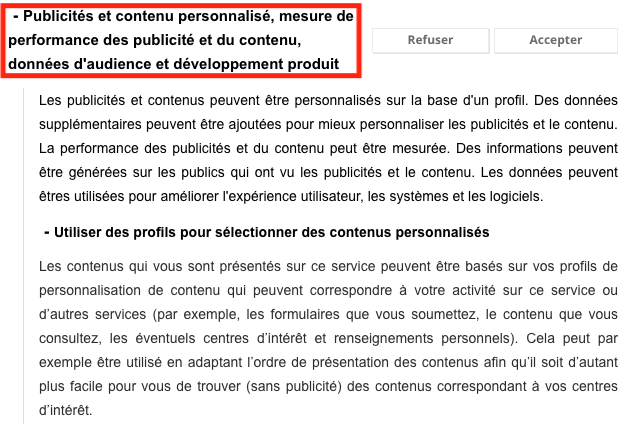 - Publicités et contenu personnalisé, mesure de
performance des publicité et du contenu,
données d'audience et développement produit
Refuser
Accepter
Les publicités et contenus peuvent être personnalisés sur la base d'un profil. Des données
supplémentaires peuvent être ajoutées pour mieux personnaliser les publicités et le contenu.
La performance des publicités et du contenu peut être mesurée. Des informations peuvent
être générées sur les publics qui ont vu les publicités et le contenu. Les données peuvent
êtres utilisées pour améliorer l'expérience utilisateur, les systèmes et les logiciels.
- Utiliser des profils pour sélectionner des contenus personnalisés
Les contenus qui vous sont présentés sur ce service peuvent être basés sur vos profils de
personnalisation de contenu qui peuvent correspondre à votre activité sur ce service ou
d’autres services (par exemple, les formulaires que vous soumettez, le contenu que vous
consultez, les éventuels centres d’intérêt et renseignements personnels). Cela peut par
exemple être utilisé en adaptant l’ordre de présentation des contenus afin qu’il soit d’autant
plus facile pour vous de trouver (sans publicité) des contenus correspondant à vos centres
d’intérêt.